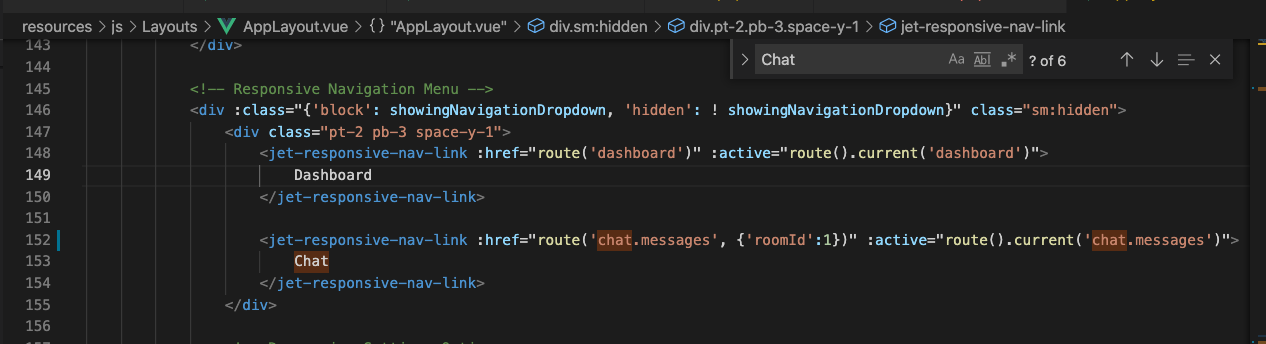 resources > js > Layouts > AppLayout.vue > {} "AppLayout.vue" > div.sm:hidden > div.pt-2.pb-3.space-y-1 > jet-responsive-nav-link
Chat Aa Abl .* ? of 6
143 </div>
144
145 <!-- Responsive Navigation Menu -->
146 <div :class="{'block': showingNavigationDropdown, 'hidden': ! showingNavigationDropdown}" class="sm:hidden">
147 <div class="pt-2 pb-3 space-y-1">
148 <jet-responsive-nav-link :href="route('dashboard')" :active="route().current('dashboard')">
149 Dashboard
150 </jet-responsive-nav-link>
151
152 <jet-responsive-nav-link :href="route('chat.messages', {'roomId':1})" :active="route().current('chat.messages')">
153 Chat
154 </jet-responsive-nav-link>
155 </div>
156